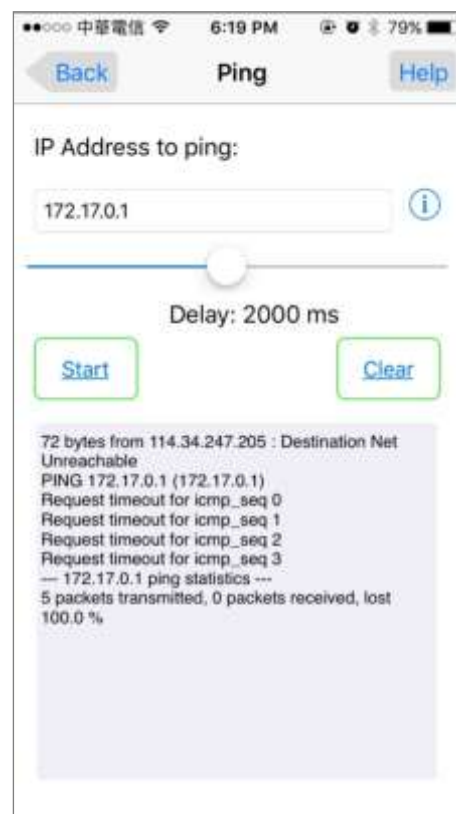 中華電信 6:19 PM 79%
Back Ping Help
IP Address to ping:
172.17.0.1
Delay: 2000 ms
Start Clear
72 bytes from 114.34.247.205 : Destination Net
Unreachable
PING 172.17.0.1 (172.17.0.1)
Request timeout for icmp_seq 0
Request timeout for icmp_seq 1
Request timeout for icmp_seq 2
Request timeout for icmp_seq 3
--- 172.17.0.1 ping statistics ---
5 packets transmitted, 0 packets received, lost
100.0 %